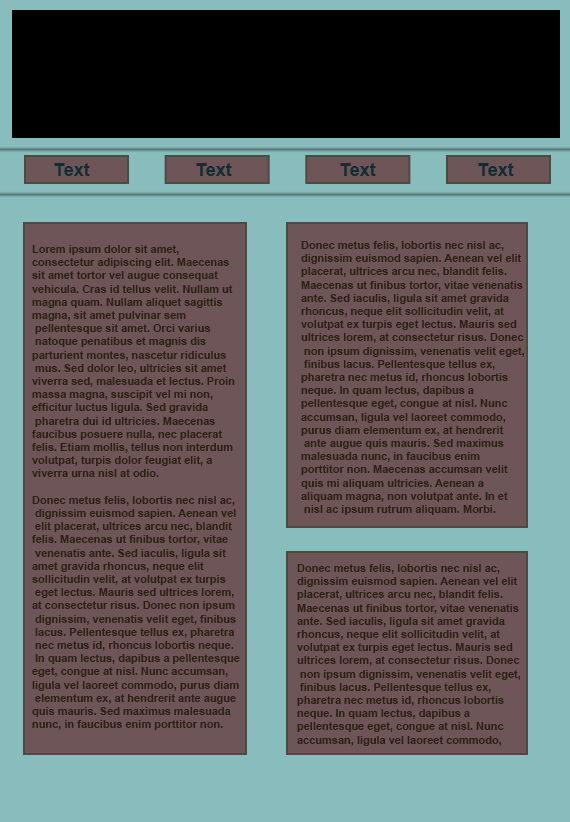 Text
Text
Text
Text
Lorem ipsum dolor sit amet,
consectetur adipiscing elit. Maecenas
sit amet tortor vel augue consequat
vehicula. Cras id tellus velit. Nullam ut
magna quam. Nullam aliquet sagittis
magna, sit amet pulvinar sem
pellentesque sit amet. Orci varius
natoque penatibus et magnis dis
parturient montes, nascetur ridiculus
mus. Sed dolor leo, ultricies sit amet
viverra sed, malesuada et lectus. Proin
massa magna, suscipit vel mi non,
efficitur luctus ligula. Sed gravida
pharetra dui id ultricies. Maecenas
faucibus posuere nulla, nec placerat
felis. Etiam mollis, tellus non interdum
volutpat, turpis dolor feugiat elit, a
viverra urna nisl at odio.
Donec metus felis, lobortis nec nisl ac,
dignissim euismod sapien. Aenean vel
elit placerat, ultrices arcu nec, blandit
felis. Maecenas ut finibus tortor, vitae
venenatis ante. Sed iaculis, ligula sit
amet gravida rhoncus, neque elit
sollicitudin velit, at volutpat ex turpis
eget lectus. Mauris sed ultrices lorem,
at consectetur risus. Donec non ipsum
dignissim, venenatis velit eget, finibus
lacus. Pellentesque tellus ex, pharetra
nec metus id, rhoncus lobortis neque.
In quam lectus, dapibus a pellentesque
eget, congue at nisl. Nunc accumsan,
ligula vel laoreet commodo, purus diam
elementum ex, at hendrerit ante augue
quis mauris. Sed maximus malesuada
nunc, in faucibus enim porttitor non.
Donec metus felis, lobortis nec nisl ac,
dignissim euismod sapien. Aenean vel elit
placerat, ultrices arcu nec, blandit felis.
Maecenas ut finibus tortor, vitae venenatis
ante. Sed iaculis, ligula sit amet gravida
rhoncus, neque elit sollicitudin velit, at
volutpat ex turpis eget lectus. Mauris sed
ultrices lorem, at consectetur risus. Donec
non ipsum dignissim, venenatis velit eget,
finibus lacus. Pellentesque tellus ex,
pharetra nec metus id, rhoncus lobortis
neque. In quam lectus, dapibus a
pellentesque eget, congue at nisl. Nunc
accumsan, ligula vel laoreet commodo,
purus diam elementum ex, at hendrerit
ante augue quis mauris. Sed maximus
malesuada nunc, in faucibus enim
porttitor non. Maecenas accumsan velit
quis mi aliquam ultricies. Aenean a
aliquam magna, non volutpat ante. In et
nisl ac ipsum rutrum aliquam. Morbi.
Donec metus felis, lobortis nec nisl ac,
dignissim euismod sapien. Aenean vel elit
placerat, ultrices arcu nec, blandit felis.
Maecenas ut finibus tortor, vitae venenatis
ante. Sed iaculis, ligula sit amet gravida
rhoncus, neque elit sollicitudin velit, at
volutpat ex turpis eget lectus. Mauris sed
ultrices lorem, at consectetur risus. Donec
non ipsum dignissim, venenatis velit eget,
finibus lacus. Pellentesque tellus ex,
pharetra nec metus id, rhoncus lobortis
neque. In quam lectus, dapibus a
pellentesque eget, congue at nisl. Nunc
accumsan, ligula vel laoreet commodo,